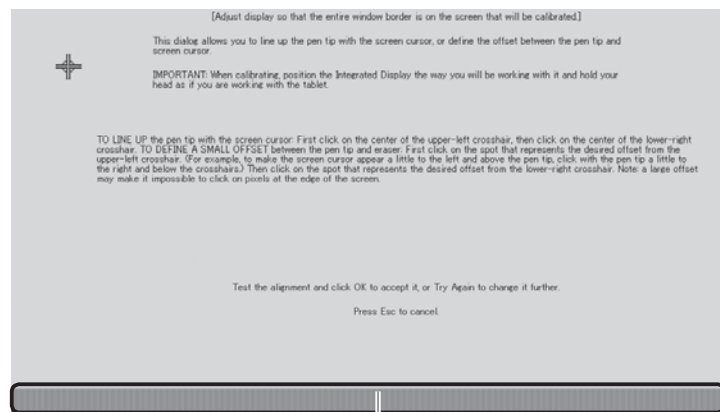 [Adjust display so that the entire window border is on the screen that will be calibrated.]
This dialog allows you to line up the pen tip with the screen cursor, or define the offset between the pen tip and
screen cursor.
IMPORTANT: When calibrating, position the Integrated Display the way you will be working with it and hold your
head as if you are working with the tablet.
TO LINE UP the pen tip with the screen cursor: First click on the center of the upper-left crosshair, then click on the center of the lower-right
crosshair. TO DEFINE A SMALL OFFSET between the pen tip and eraser: First click on the spot that represents the desired offset from the
upper-left crosshair. (For example, to make the screen cursor appear a little to the left and above the pen tip, click with the pen tip a little to
the right and below the crosshairs.) Then click on the spot that represents the desired offset from the lower-right crosshair. Note: a large offset
may make it impossible to click on pixels at the edge of the screen.
Test the alignment and click OK to accept it, or Try Again to change it further.
Press Esc to cancel.